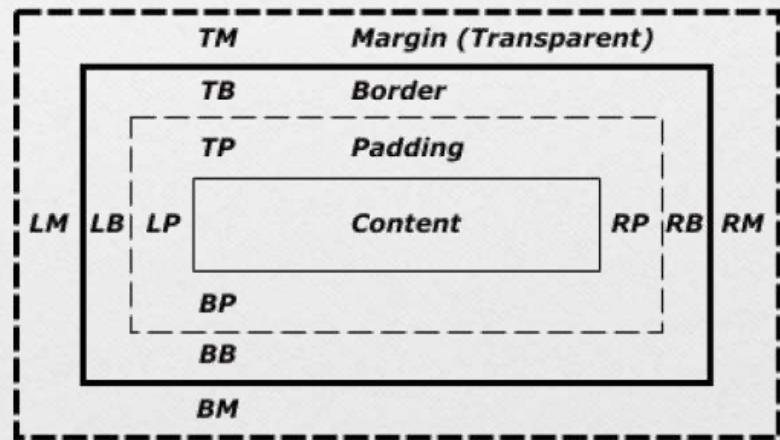 TM Margin (Transparent)
TB Border
TP Padding
LM LB LP Content RP RB RM
BP
BB
BM